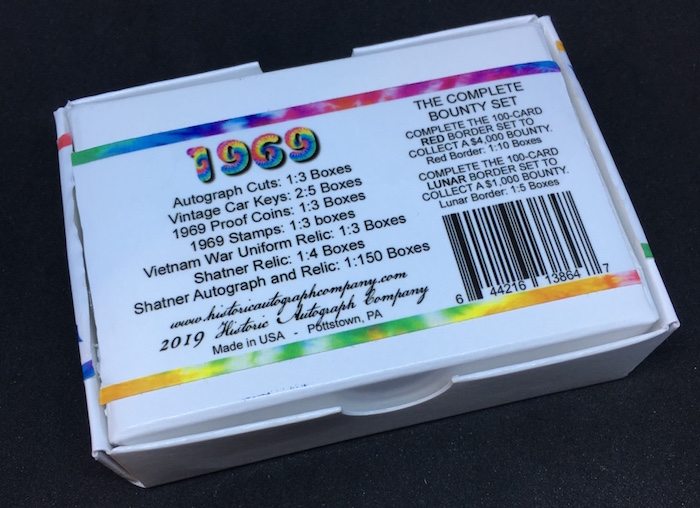 1969
Autograph Cuts: 1:3 Boxes
Vintage Car Keys: 2:5 Boxes
1969 Proof Coins: 1:3 Boxes
1969 Stamps: 1:3 boxes
Vietnam War Uniform Relic: 1:3 Boxes
Shatner Relic: 1:4 Boxes
Shatner Autograph and Relic: 1:150 Boxes
www.historicautographcompany.com
2019 Historic Autograph Company
Made in USA - Pottstown, PA
THE COMPLETE
BOUNTY SET
COMPLETE THE 100-CARD
RED BORDER SET TO
COLLECT A $4,000 BOUNTY.
Red Border: 1:10 Boxes
COMPLETE THE 100-CARD
LUNAR BORDER SET TO
COLLECT A $1,000 BOUNTY.
Lunar Border: 1:5 Boxes
6 44216 13864 7